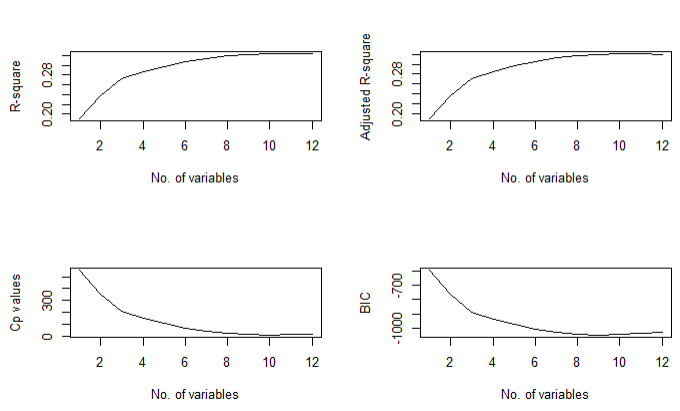 R-square
0.28
0.20
2 4 6 8 10 12
No. of variables
Adjusted R-square
0.28
0.20
2 4 6 8 10 12
No. of variables
Cp values
300
0
2 4 6 8 10 12
No. of variables
BIC
-700
-1000
2 4 6 8 10 12
No. of variables